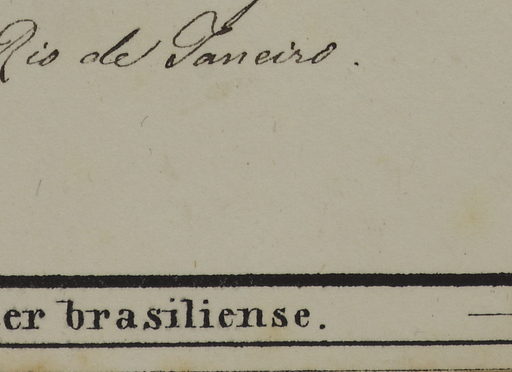 Rio de Janeiro.
er brasiliense.